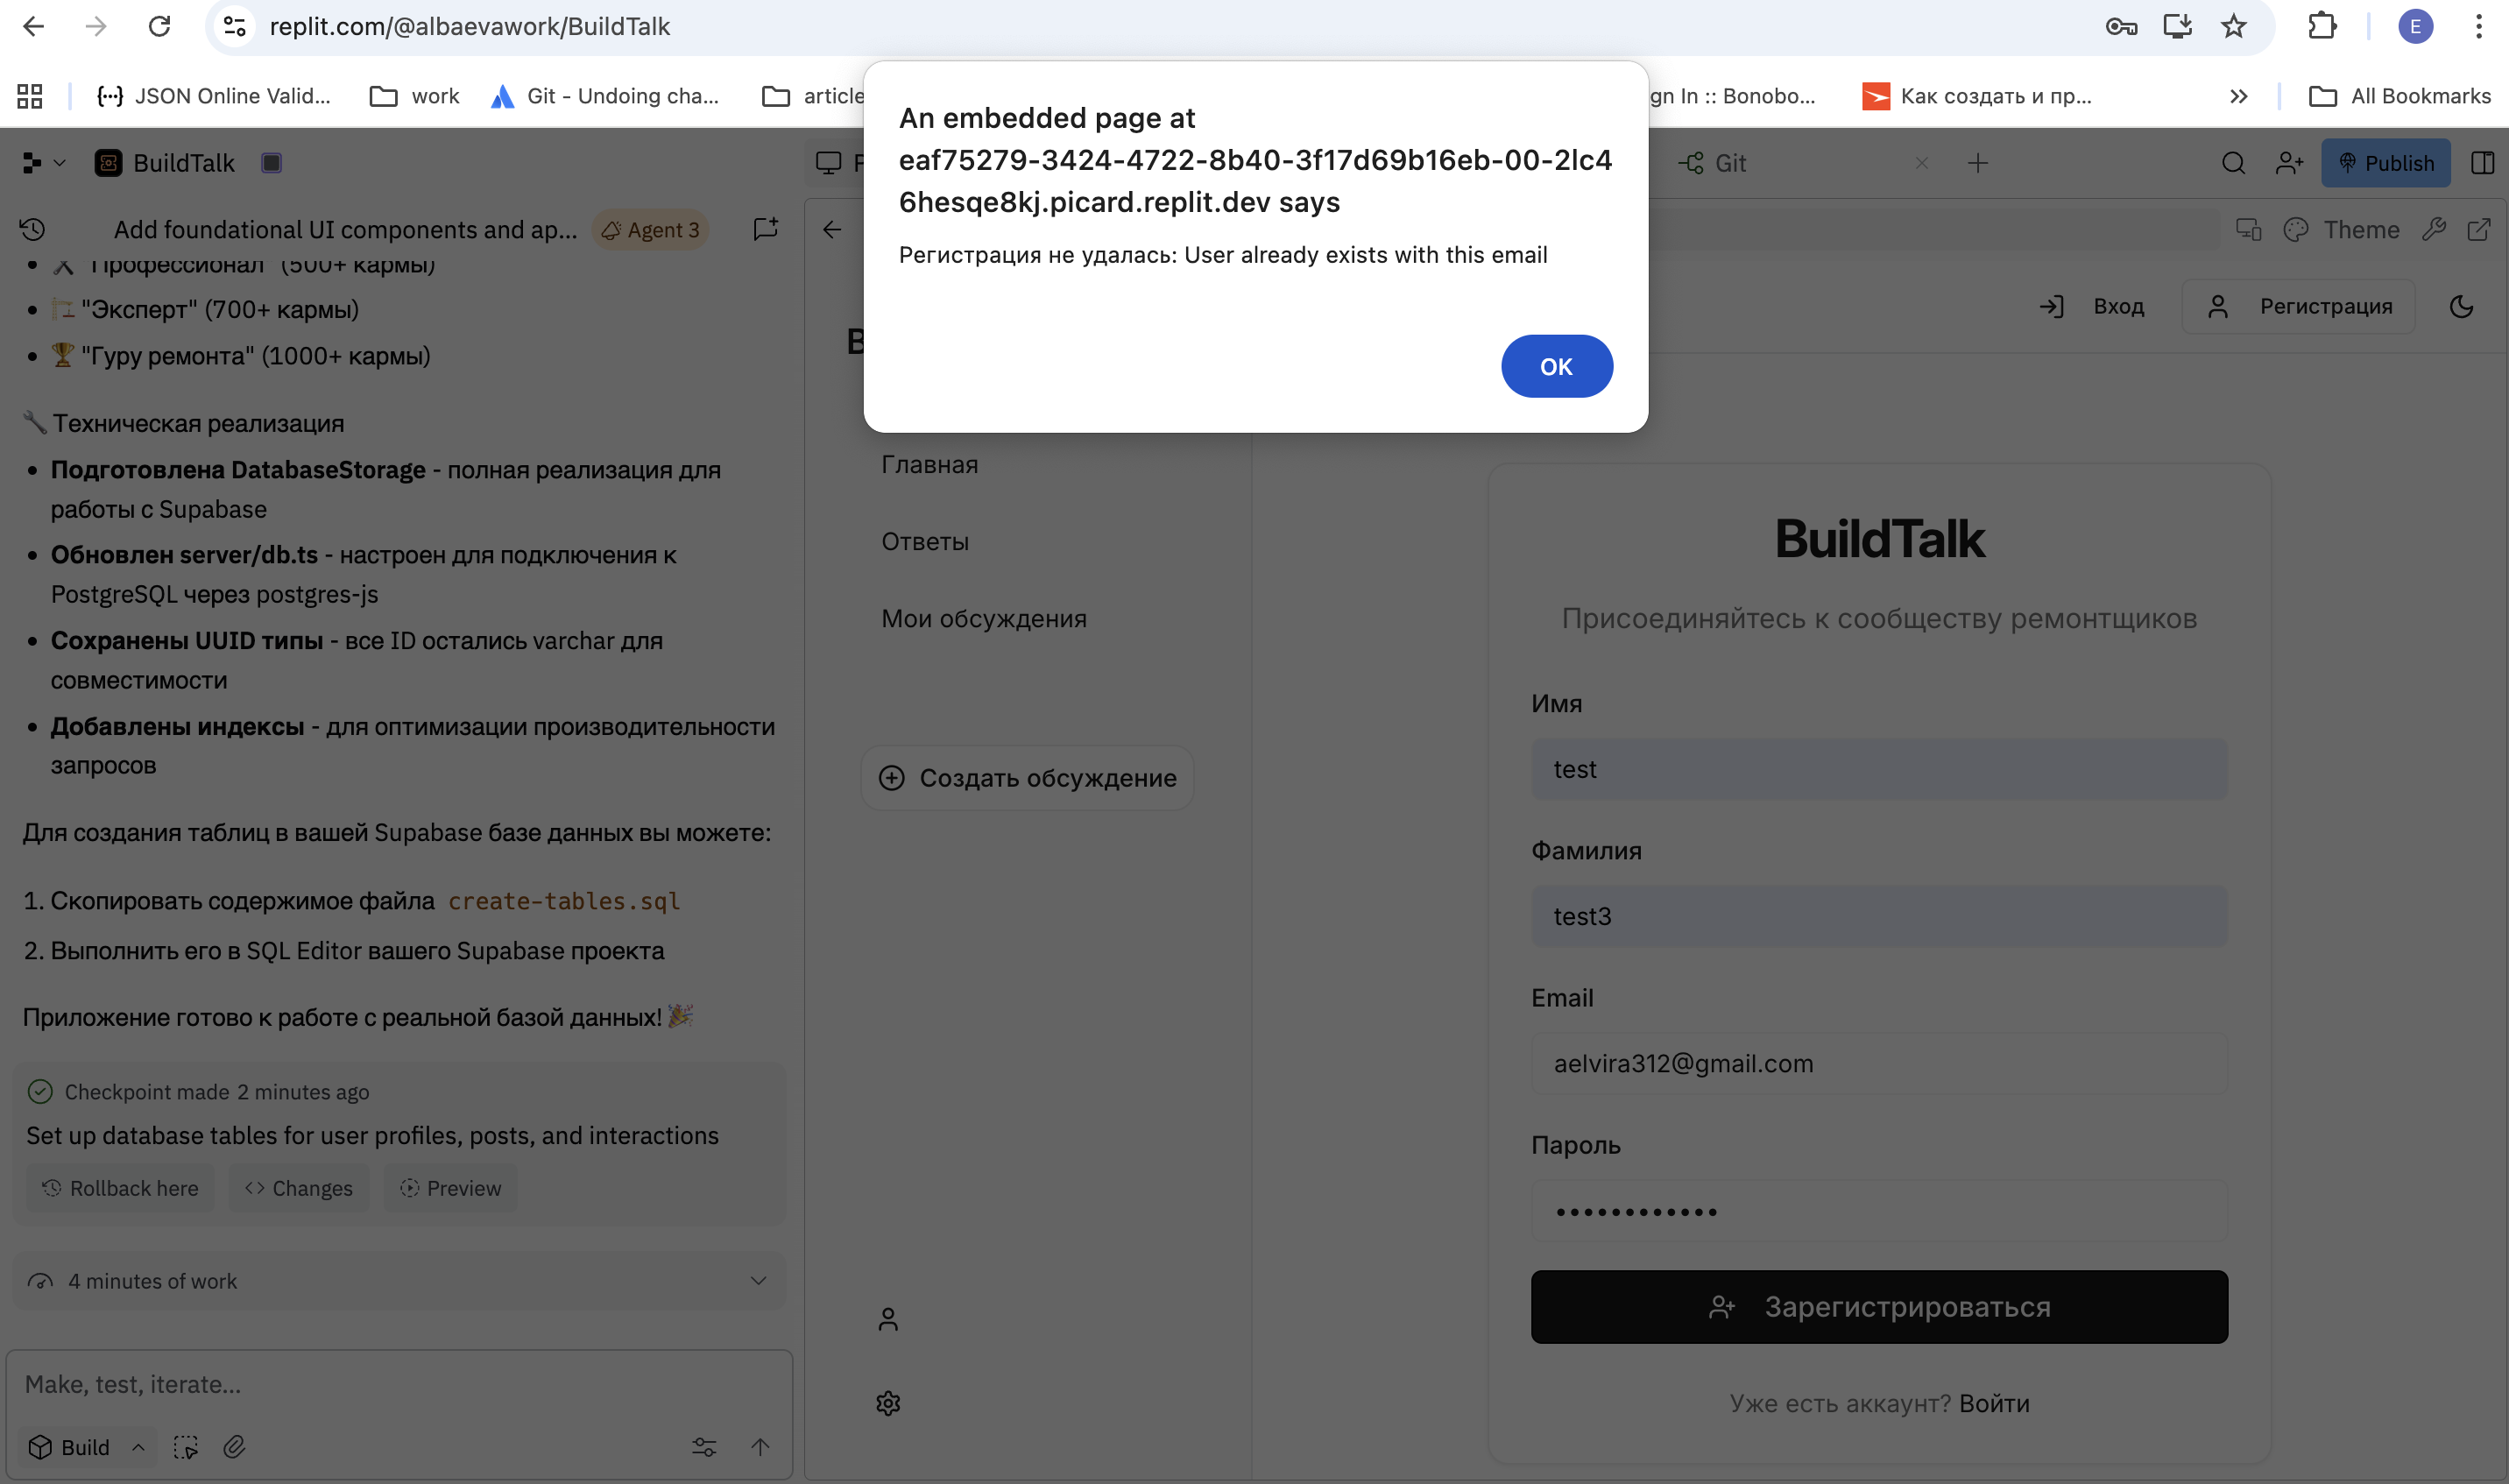 replit.com/@albaevawork/BuildTalk
E
JSON Online Valid...
work
Git - Undoing cha...
article
gn In :: Bonobo...
Как создать и пр...
All Bookmarks
An embedded page at
eaf75279-3424-4722-8b40-3f17d69b16eb-00-2lc4
6hesqe8kj.picard.replit.dev says
Регистрация не удалась: User already exists with this email
OK
BuildTalk
Git
Publish
Add foundational UI components and ap...
Agent 3
Theme
"Профессионал" (500+ кармы)
"Эксперт" (700+ кармы)
"Гуру ремонта" (1000+ кармы)
Техническая реализация
Подготовлена DatabaseStorage - полная реализация для
работы с Supabase
Обновлен server/db.ts - настроен для подключения к
PostgreSQL через postgres-js
Сохранены UUID типы - все ID остались varchar для
совместимости
Добавлены индексы - для оптимизации производительности
запросов
Для создания таблиц в вашей Supabase базе данных вы можете:
1. Скопировать содержимое файла create-tables.sql
2. Выполнить его в SQL Editor вашего Supabase проекта
Приложение готово к работе с реальной базой данных!
Checkpoint made 2 minutes ago
Set up database tables for user profiles, posts, and interactions
Rollback here
Changes
Preview
4 minutes of work
Make, test, iterate...
Build
Вход
Регистрация
Главная
Ответы
Мои обсуждения
Создать обсуждение
BuildTalk
Присоединяйтесь к сообществу ремонтщиков
Имя
test
Фамилия
test3
Email
aelvira312@gmail.com
Пароль
••••••••••••
Зарегистрироваться
Уже есть аккаунт? Войти